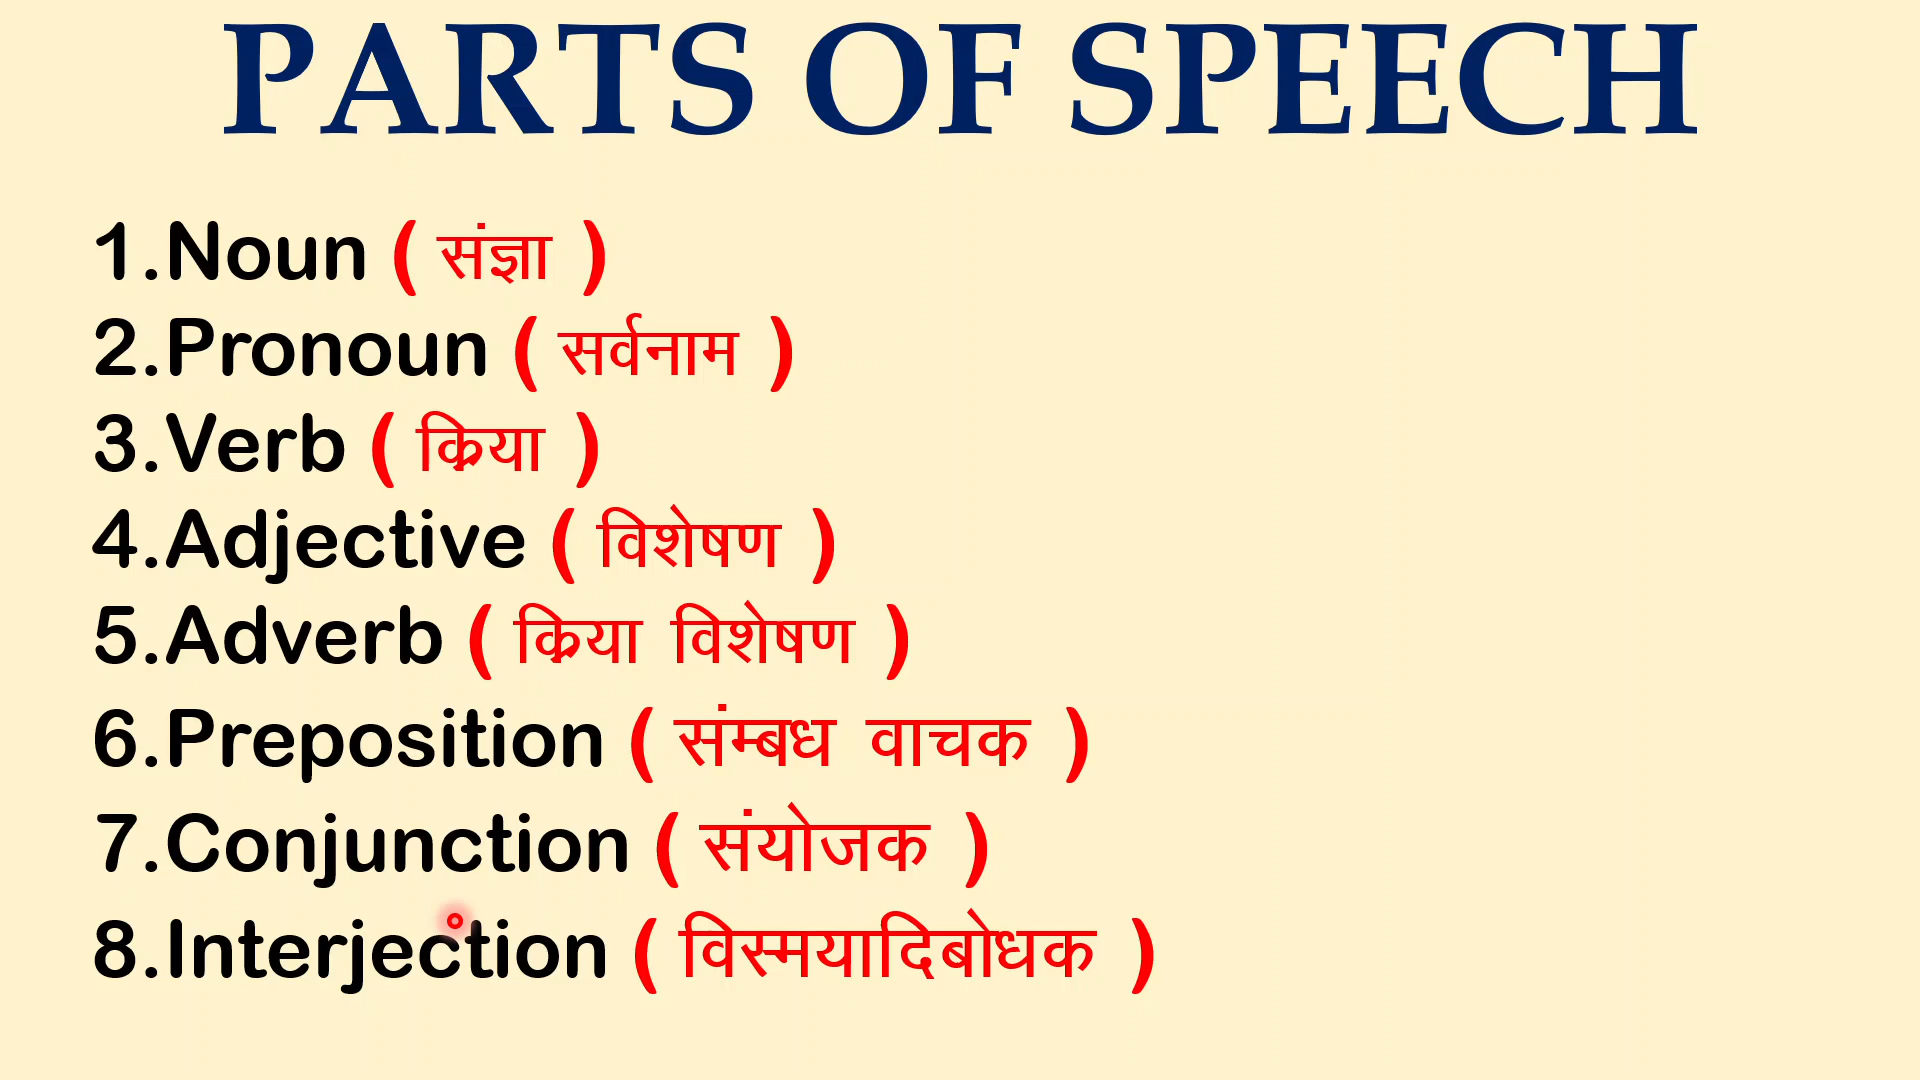 PARTS OF SPEECH
1.Noun ( संज्ञा )
2.Pronoun ( सर्वनाम )
3.Verb ( क्रिया )
4.Adjective ( विशेषण )
5.Adverb ( क्रिया विशेषण )
6.Preposition ( संम्बध वाचक )
7.Conjunction ( संयोजक )
8.Interjection ( विस्मयादिबोधक )